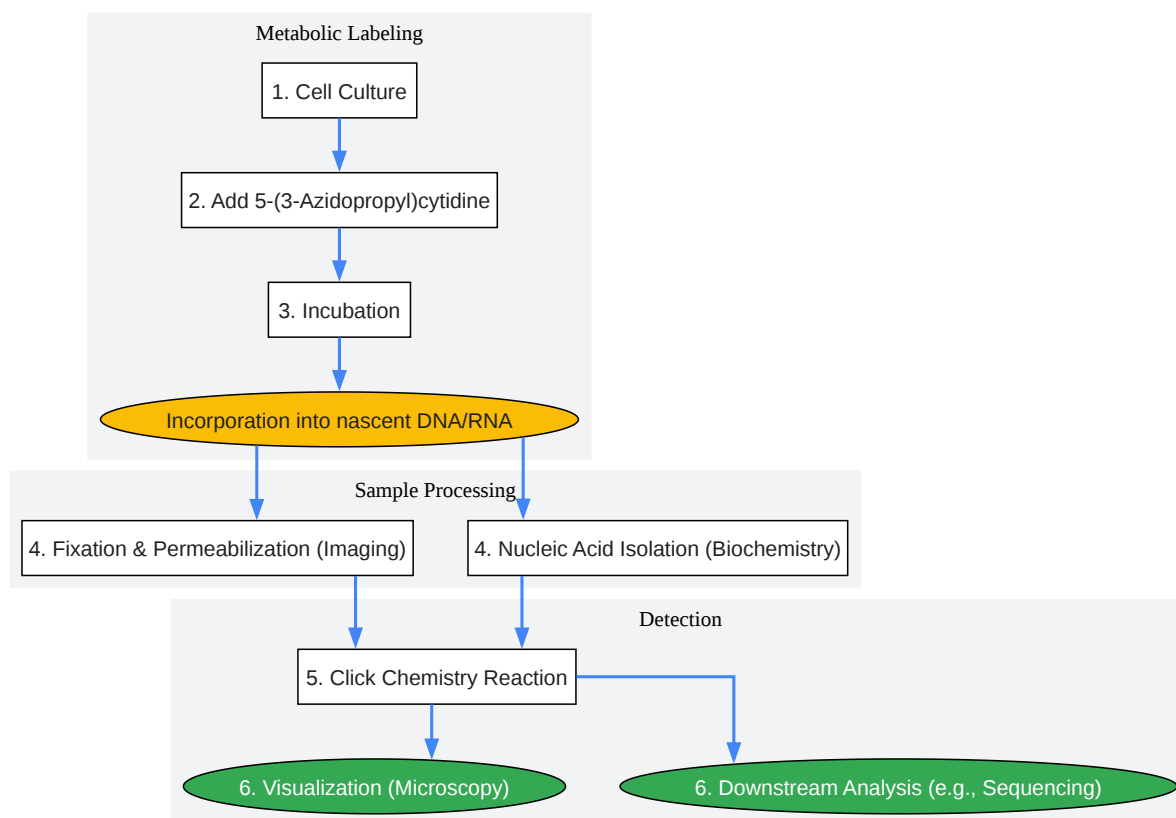 Metabolic Labeling
1. Cell Culture
2. Add 5-(3-Azidopropyl)cytidine
3. Incubation
Incorporation into nascent DNA/RNA
Sample Processing
4. Fixation & Permeabilization (Imaging)
4. Nucleic Acid Isolation (Biochemistry)
Detection
5. Click Chemistry Reaction
6. Visualization (Microscopy)
6. Downstream Analysis (e.g., Sequencing)